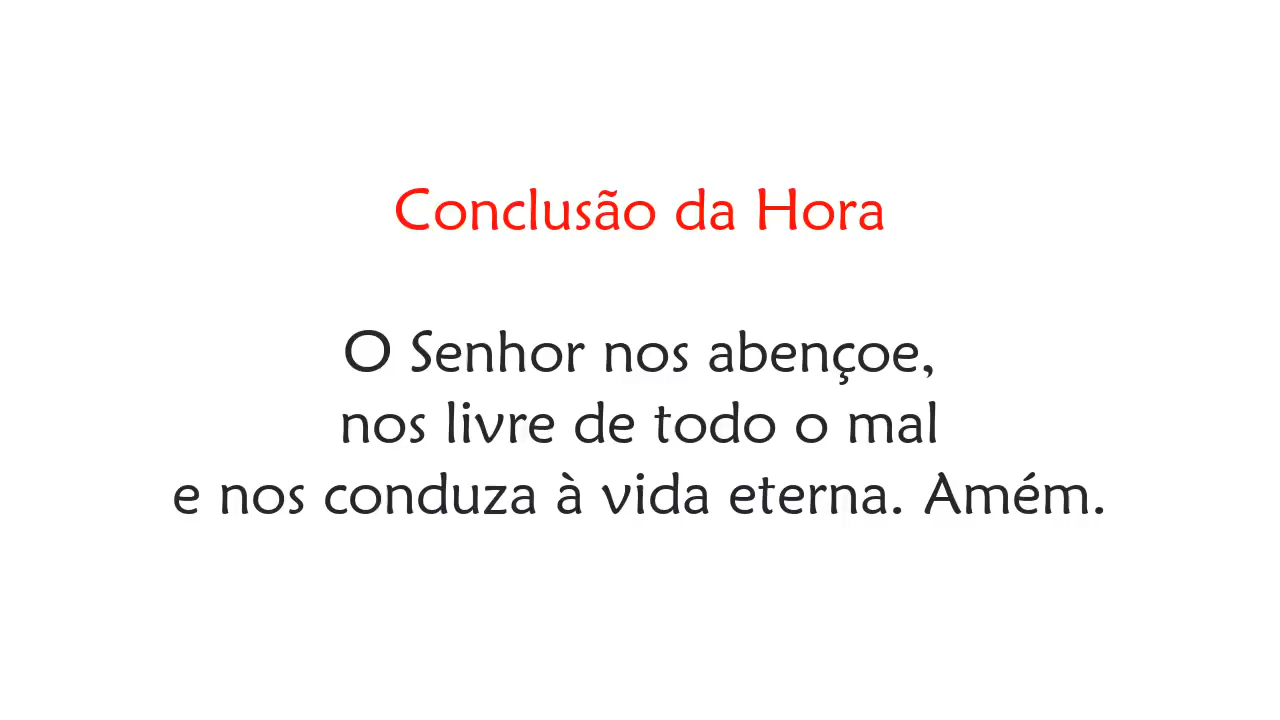 Conclusão da Hora
O Senhor nos abençoe,
nos livre de todo o mal
e nos conduza à vida eterna. Amém.